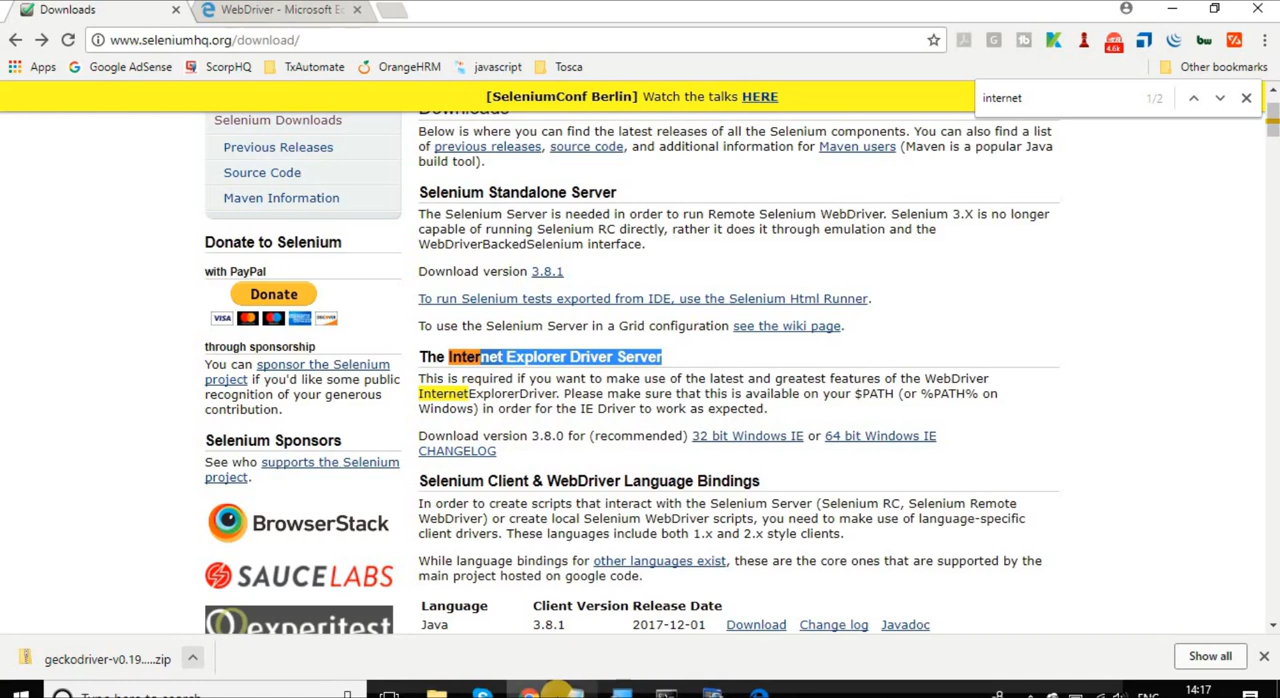 Downloads
WebDriver - Microsoft Ed
www.seleniumhq.org/download/
4.6k
Apps
Google AdSense
ScorpHQ
TxAutomate
OrangeHRM
javascript
Tosca
Other bookmarks
[SeleniumConf Berlin] Watch the talks HERE
internet
1/2
Selenium Downloads
Previous Releases
Source Code
Maven Information
Donate to Selenium
with PayPal
Donate
VISA
through sponsorship
You can sponsor the Selenium
project if you'd like some public
recognition of your generous
contribution.
Selenium Sponsors
See who supports the Selenium
project.
BrowserStack
SAUCE LABS
experitest
Downloads
Below is where you can find the latest releases of all the Selenium components. You can also find a list
of previous releases, source code, and additional information for Maven users (Maven is a popular Java
build tool).
Selenium Standalone Server
The Selenium Server is needed in order to run Remote Selenium WebDriver. Selenium 3.X is no longer
capable of running Selenium RC directly, rather it does it through emulation and the
WebDriverBackedSelenium interface.
Download version 3.8.1
To run Selenium tests exported from IDE, use the Selenium Html Runner.
To use the Selenium Server in a Grid configuration see the wiki page.
The Internet Explorer Driver Server
This is required if you want to make use of the latest and greatest features of the WebDriver
InternetExplorerDriver. Please make sure that this is available on your $PATH (or %PATH% on
Windows) in order for the IE Driver to work as expected.
Download version 3.8.0 for (recommended) 32 bit Windows IE or 64 bit Windows IE
CHANGELOG
Selenium Client & WebDriver Language Bindings
In order to create scripts that interact with the Selenium Server (Selenium RC, Selenium Remote
WebDriver) or create local Selenium WebDriver scripts, you need to make use of language-specific
client drivers. These languages include both 1.x and 2.x style clients.
While language bindings for other languages exist, these are the core ones that are supported by the
main project hosted on google code.
Language Client Version Release Date
Java 3.8.1 2017-12-01 Download Change log Javadoc
geckodriver-v0.19.....zip
Show all
Type here to search
14:17
ENG